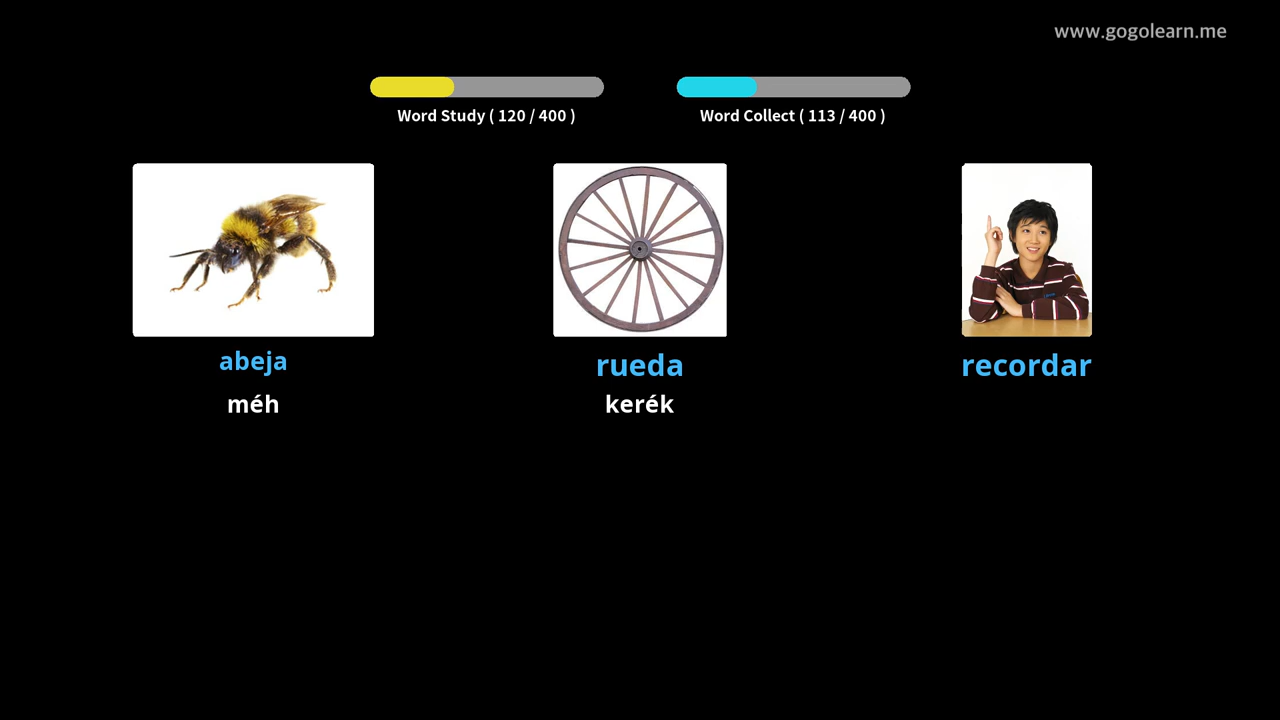 www.gogolearn.me
Word Study ( 120 / 400 )
Word Collect ( 113 / 400 )
abeja
rueda
recordar
méh
kerék